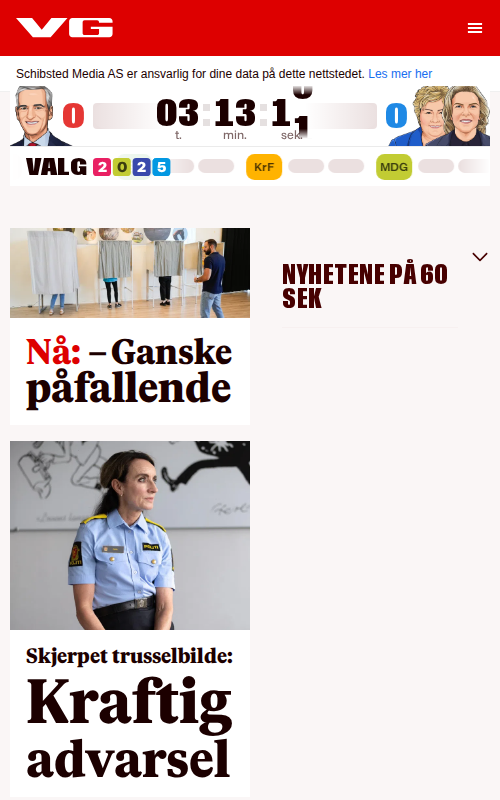 VG
Schibsted Media AS er ansvarlig for dine data på dette nettstedet. Les mer her
0 03:13:1 0
t. min. sek.
VALG 2025 KrF MDG
NYHETENE PÅ 60
SEK
Nå: – Ganske
påfallende
Skjerpet trusselbilde:
Kraftig
advarsel